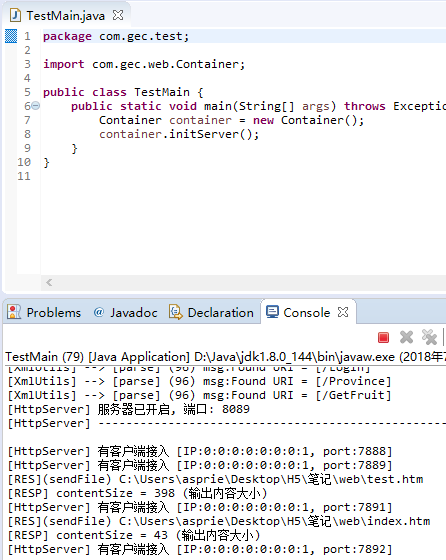 TestMain.java
1 package com.gec.test;
2
3 import com.gec.web.Container;
4
5 public class TestMain {
6 public static void main(String[] args) throws Exceptio
7 Container container = new Container();
8 container.initServer();
9 }
10 }
11
Problems @ Javadoc Declaration Console
TestMain (79) [Java Application] D:\Java\jdk1.8.0_144\bin\javaw.exe (2018年7
[XmlUtils] --> [parse] (96) msg:Found URI = [/Login]
[XmlUtils] --> [parse] (96) msg:Found URI = [/Province]
[XmlUtils] --> [parse] (96) msg:Found URI = [/GetFruit]
[HttpServer] 服务器已开启, 端口: 8089
[HttpServer] --------------------------------------------------
[HttpServer] 有客户端接入 [IP:0:0:0:0:0:0:0:1, port:7888]
[HttpServer] 有客户端接入 [IP:0:0:0:0:0:0:0:1, port:7889]
[RES](sendFile) C:\Users\asprie\Desktop\H5\笔记\web\test.htm
[RESP] contentSize = 398 (输出内容大小)
[HttpServer] 有客户端接入 [IP:0:0:0:0:0:0:0:1, port:7891]
[RES](sendFile) C:\Users\asprie\Desktop\H5\笔记\web\index.htm
[RESP] contentSize = 43 (输出内容大小)
[HttpServer] 有客户端接入 [IP:0:0:0:0:0:0:0:1, port:7892]